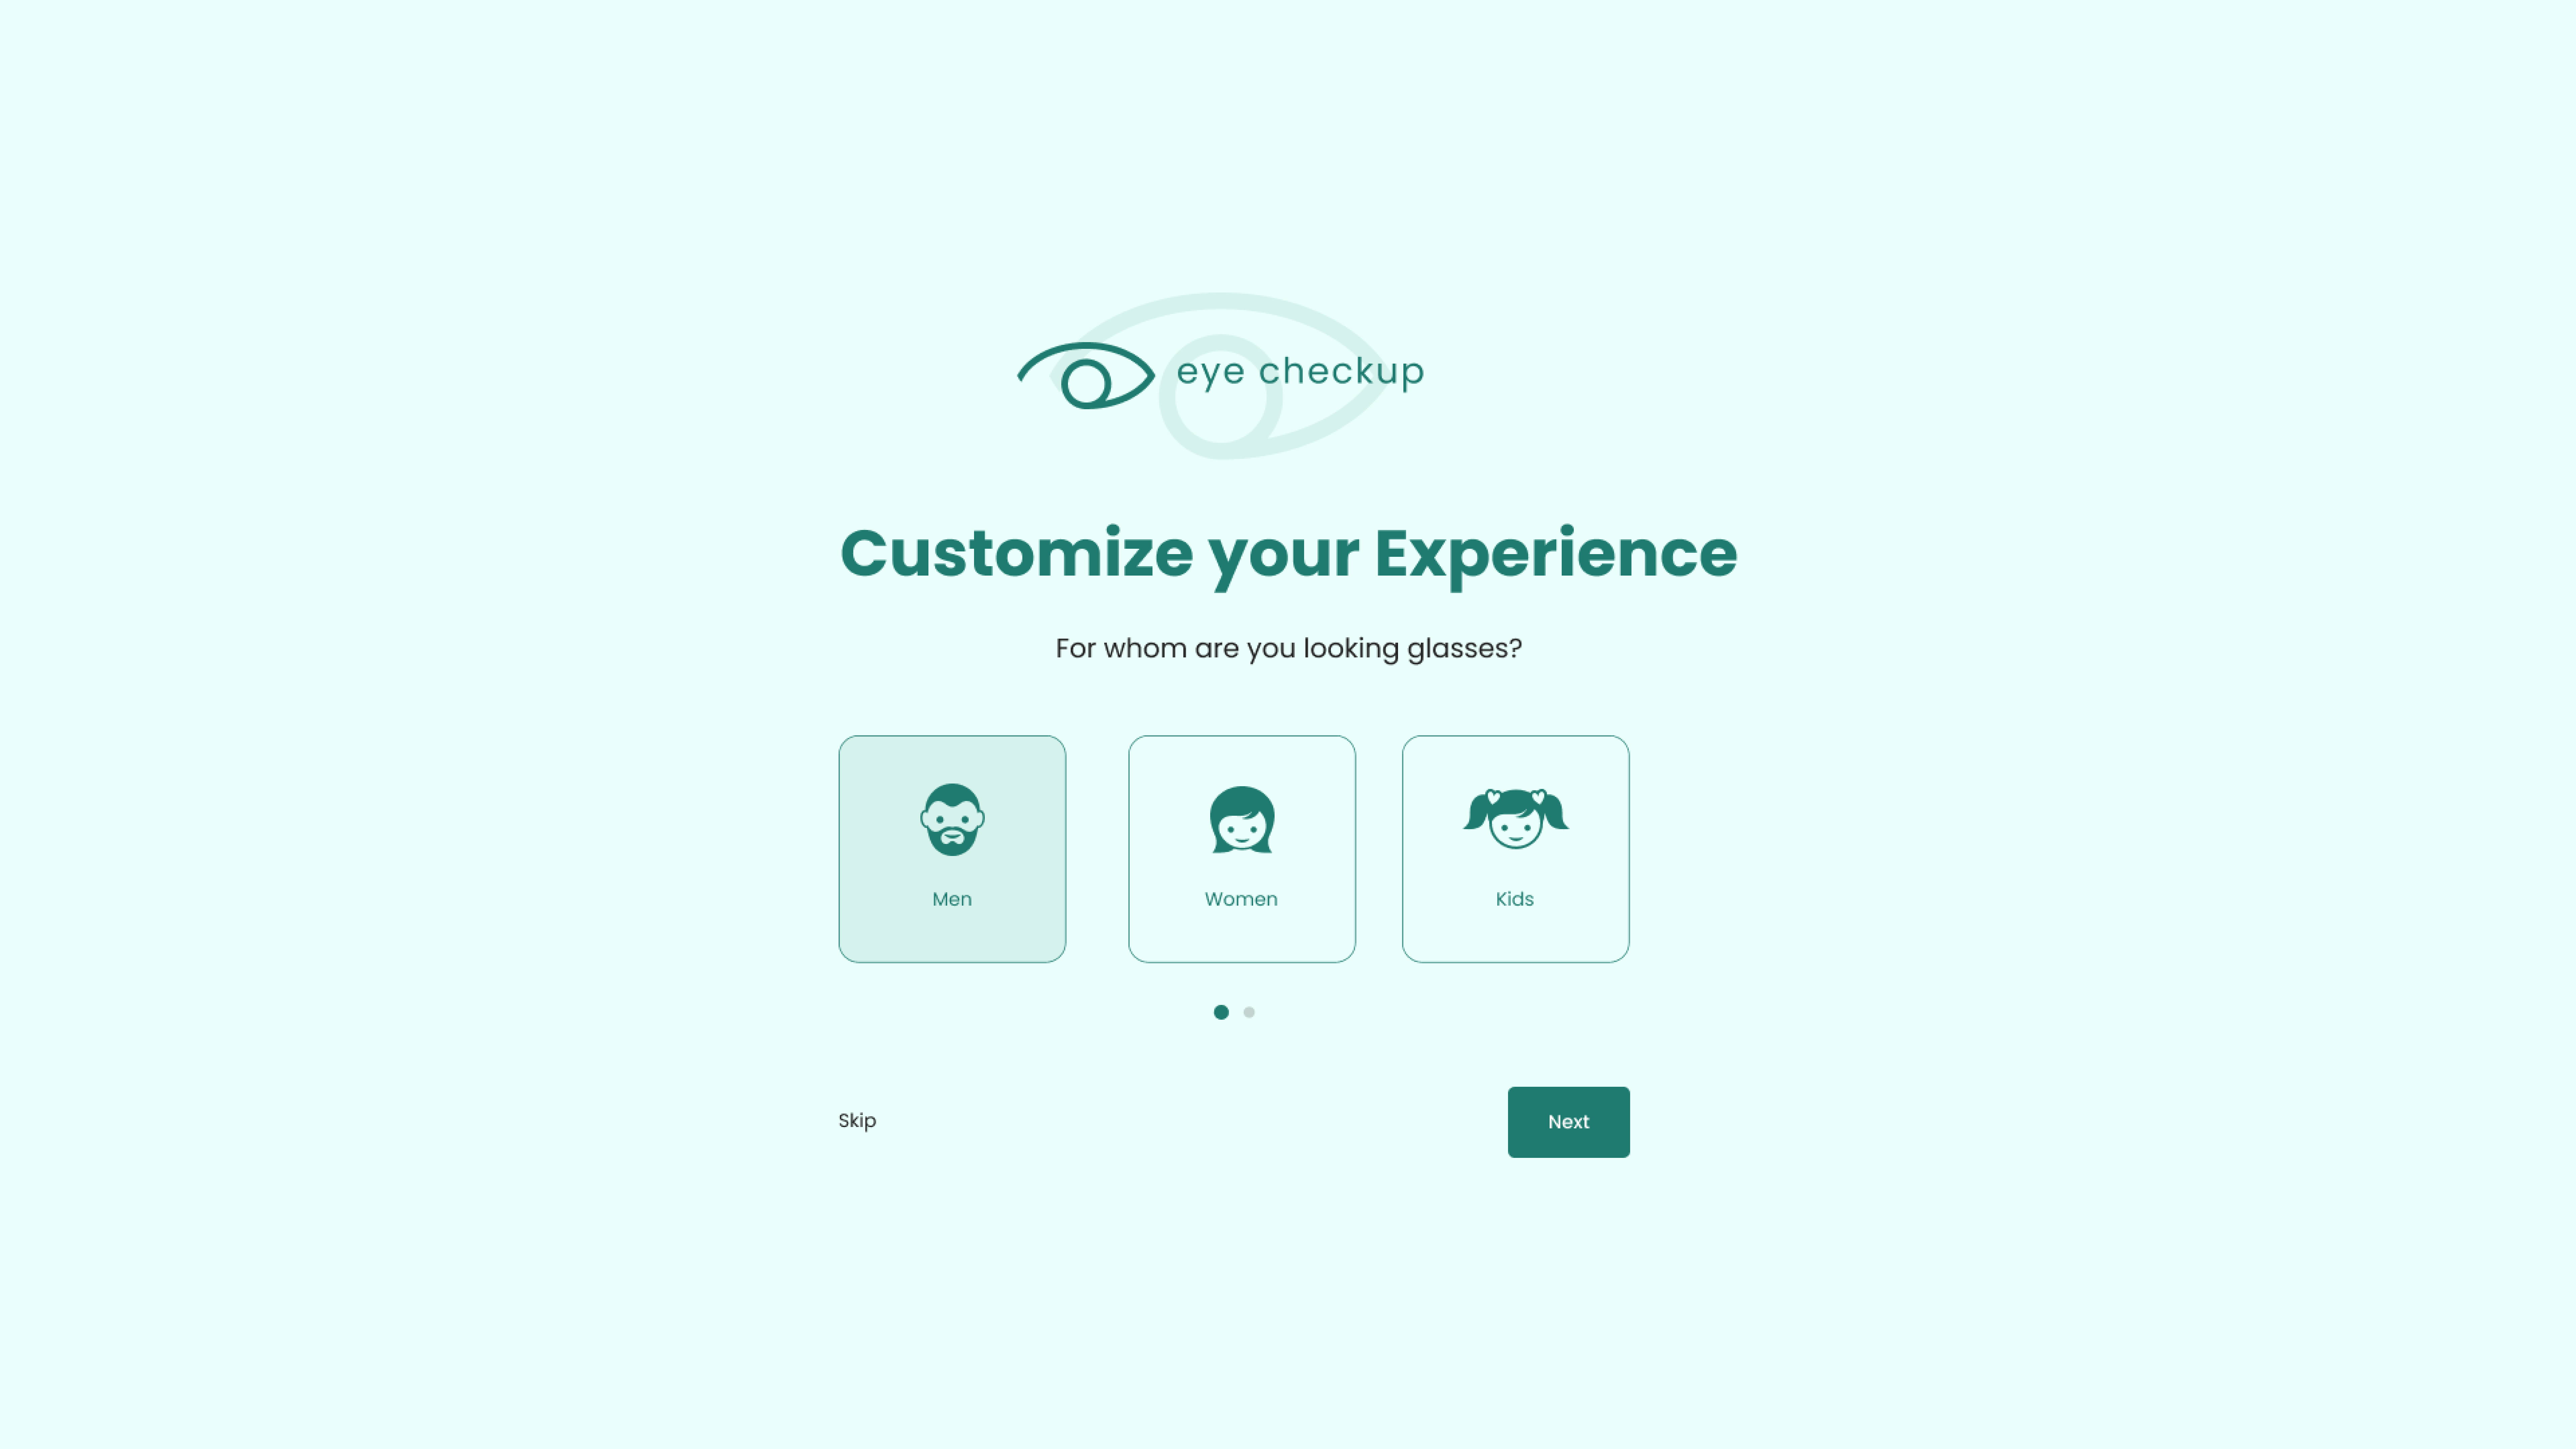 eye checkup
Customize your Experience
For whom are you looking glasses?
Men
Women
Kids
Skip
Next